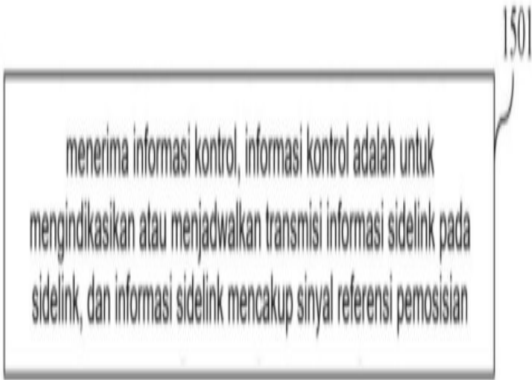 1501
menerima informasi kontrol, informasi kontrol adalah untuk
mengindikasikan atau menjadwalkan transmisi informasi sidelink pada
sidelink, dan informasi sidelink mencakup sinyal referensi pemosisian